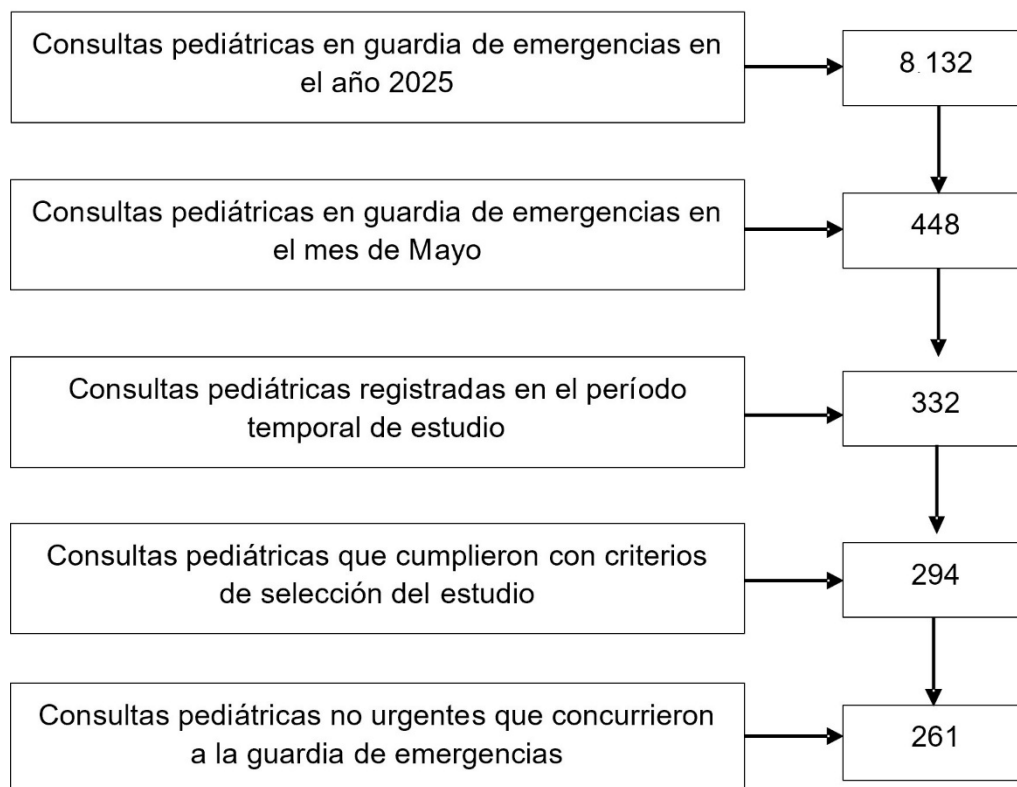 Consultas pediátricas en guardia de emergencias en
el año 2025
8.132
Consultas pediátricas en guardia de emergencias en
el mes de Mayo
448
Consultas pediátricas registradas en el período
temporal de estudio
332
Consultas pediátricas que cumplieron con criterios
de selección del estudio
294
Consultas pediátricas no urgentes que concurrieron
a la guardia de emergencias
261